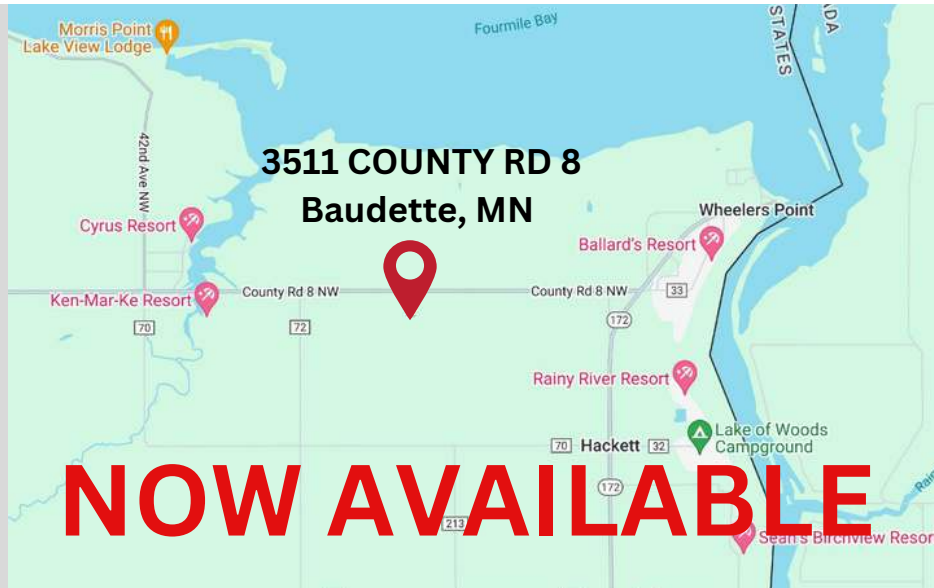 Morris Point
Lake View Lodge
Fourmile Bay
STATES
ADA
42nd Ave NW
3511 COUNTY RD 8
Baudette, MN
Cyrus Resort
Wheelers Point
Ballard's Resort
Ken-Mar-Ke Resort
County Rd 8 NW
County Rd 8 NW
33
70
72
172
Rainy River Resort
Lake of Woods
Campground
70
Hackett
32
172
NOW AVAILABLE
213
Sean's Birchview Resor